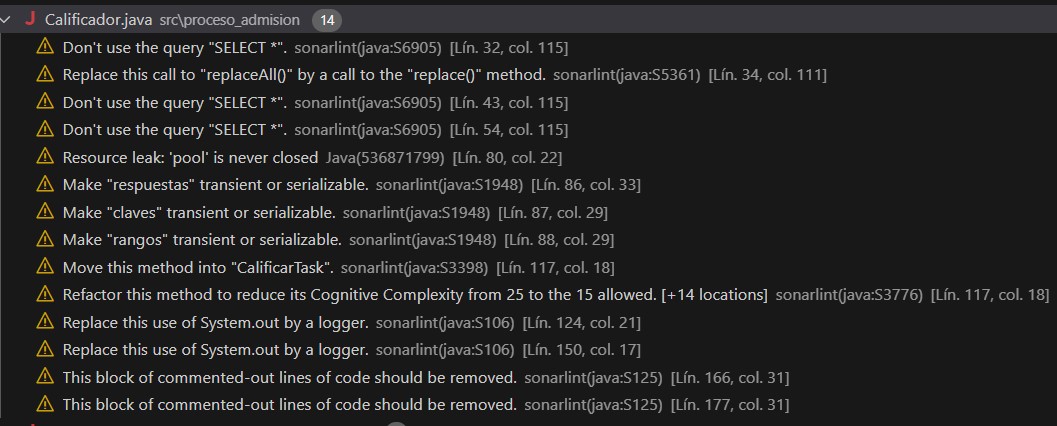 Calificador.java src\proceso_admision 14
Don't use the query "SELECT *". sonarlint(java:S6905) [Lín. 32, col. 115]
Replace this call to "replaceAll()" by a call to the "replace()" method. sonarlint(java:S5361) [Lín. 34, col. 111]
Don't use the query "SELECT *". sonarlint(java:S6905) [Lín. 43, col. 115]
Don't use the query "SELECT *". sonarlint(java:S6905) [Lín. 54, col. 115]
Resource leak: 'pool' is never closed Java(536871799) [Lín. 80, col. 22]
Make "respuestas" transient or serializable. sonarlint(java:S1948) [Lín. 86, col. 33]
Make "claves" transient or serializable. sonarlint(java:S1948) [Lín. 87, col. 29]
Make "rangos" transient or serializable. sonarlint(java:S1948) [Lín. 88, col. 29]
Move this method into "CalificarTask". sonarlint(java:S3398) [Lín. 117, col. 18]
Refactor this method to reduce its Cognitive Complexity from 25 to the 15 allowed. [+14 locations] sonarlint(java:S3776) [Lín. 117, col. 18]
Replace this use of System.out by a logger. sonarlint(java:S106) [Lín. 124, col. 21]
Replace this use of System.out by a logger. sonarlint(java:S106) [Lín. 150, col. 17]
This block of commented-out lines of code should be removed. sonarlint(java:S125) [Lín. 166, col. 31]
This block of commented-out lines of code should be removed. sonarlint(java:S125) [Lín. 177, col. 31]